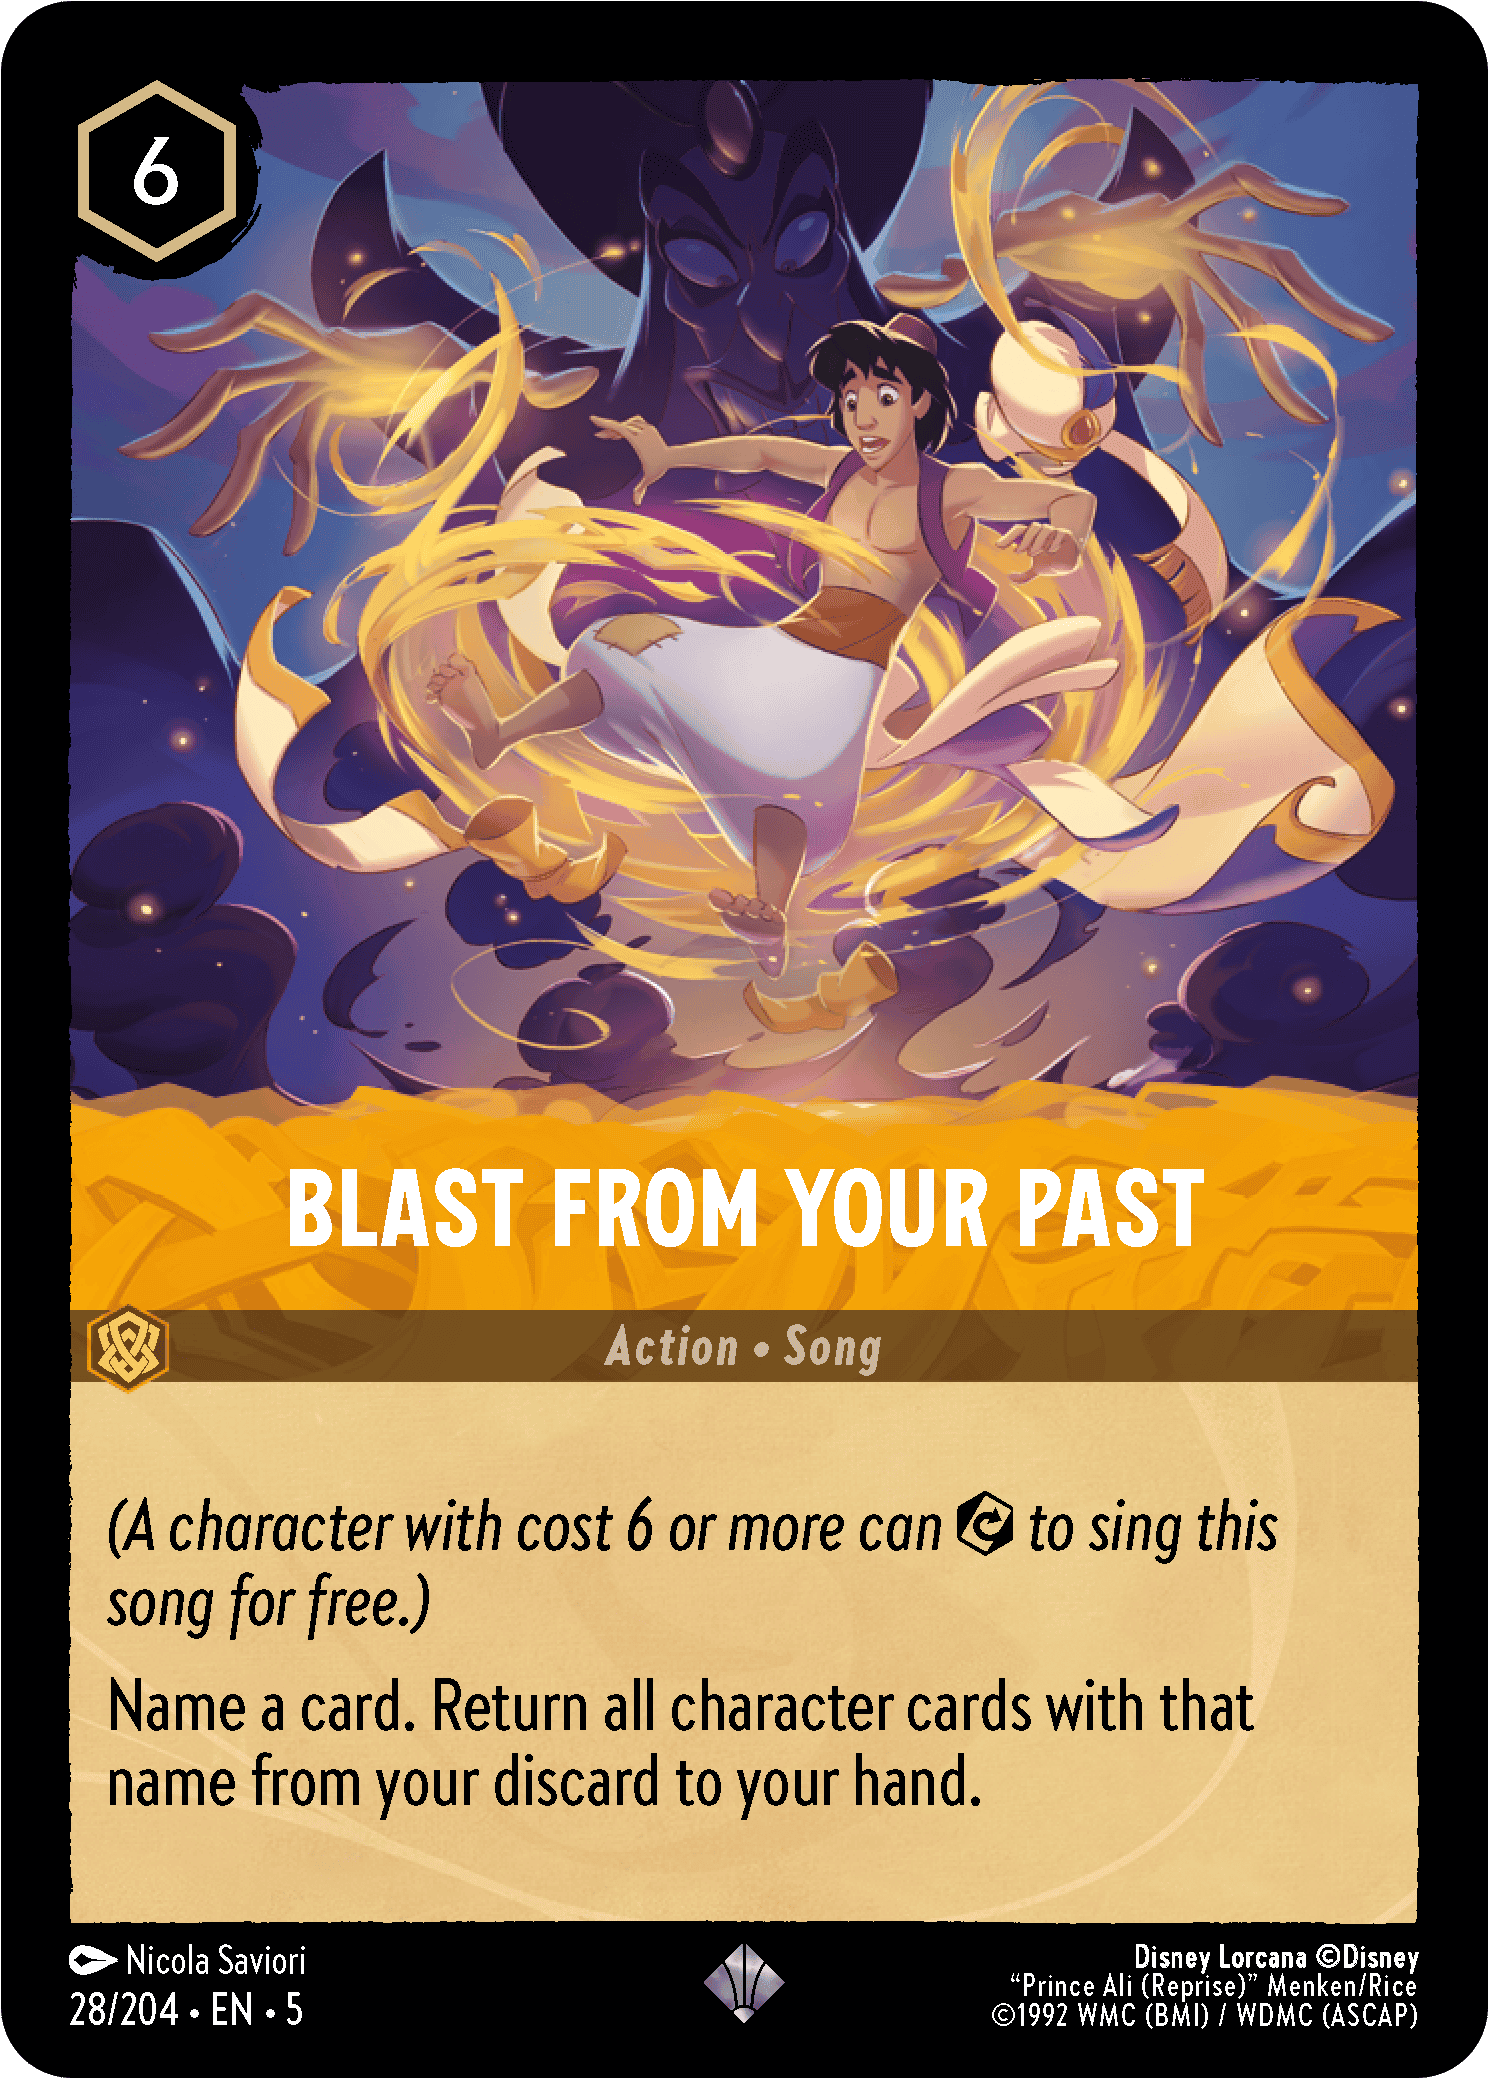 6
BLAST FROM YOUR PAST
Action • Song
(A character with cost 6 or more can to sing this
song for free.)
Name a card. Return all character cards with that
name from your discard to your hand.
Nicola Saviori
28/204 • EN • 5
Disney Lorcana ©Disney
“Prince Ali (Reprise)” Menken/Rice
©1992 WMC (BMI) / WDMC (ASCAP)